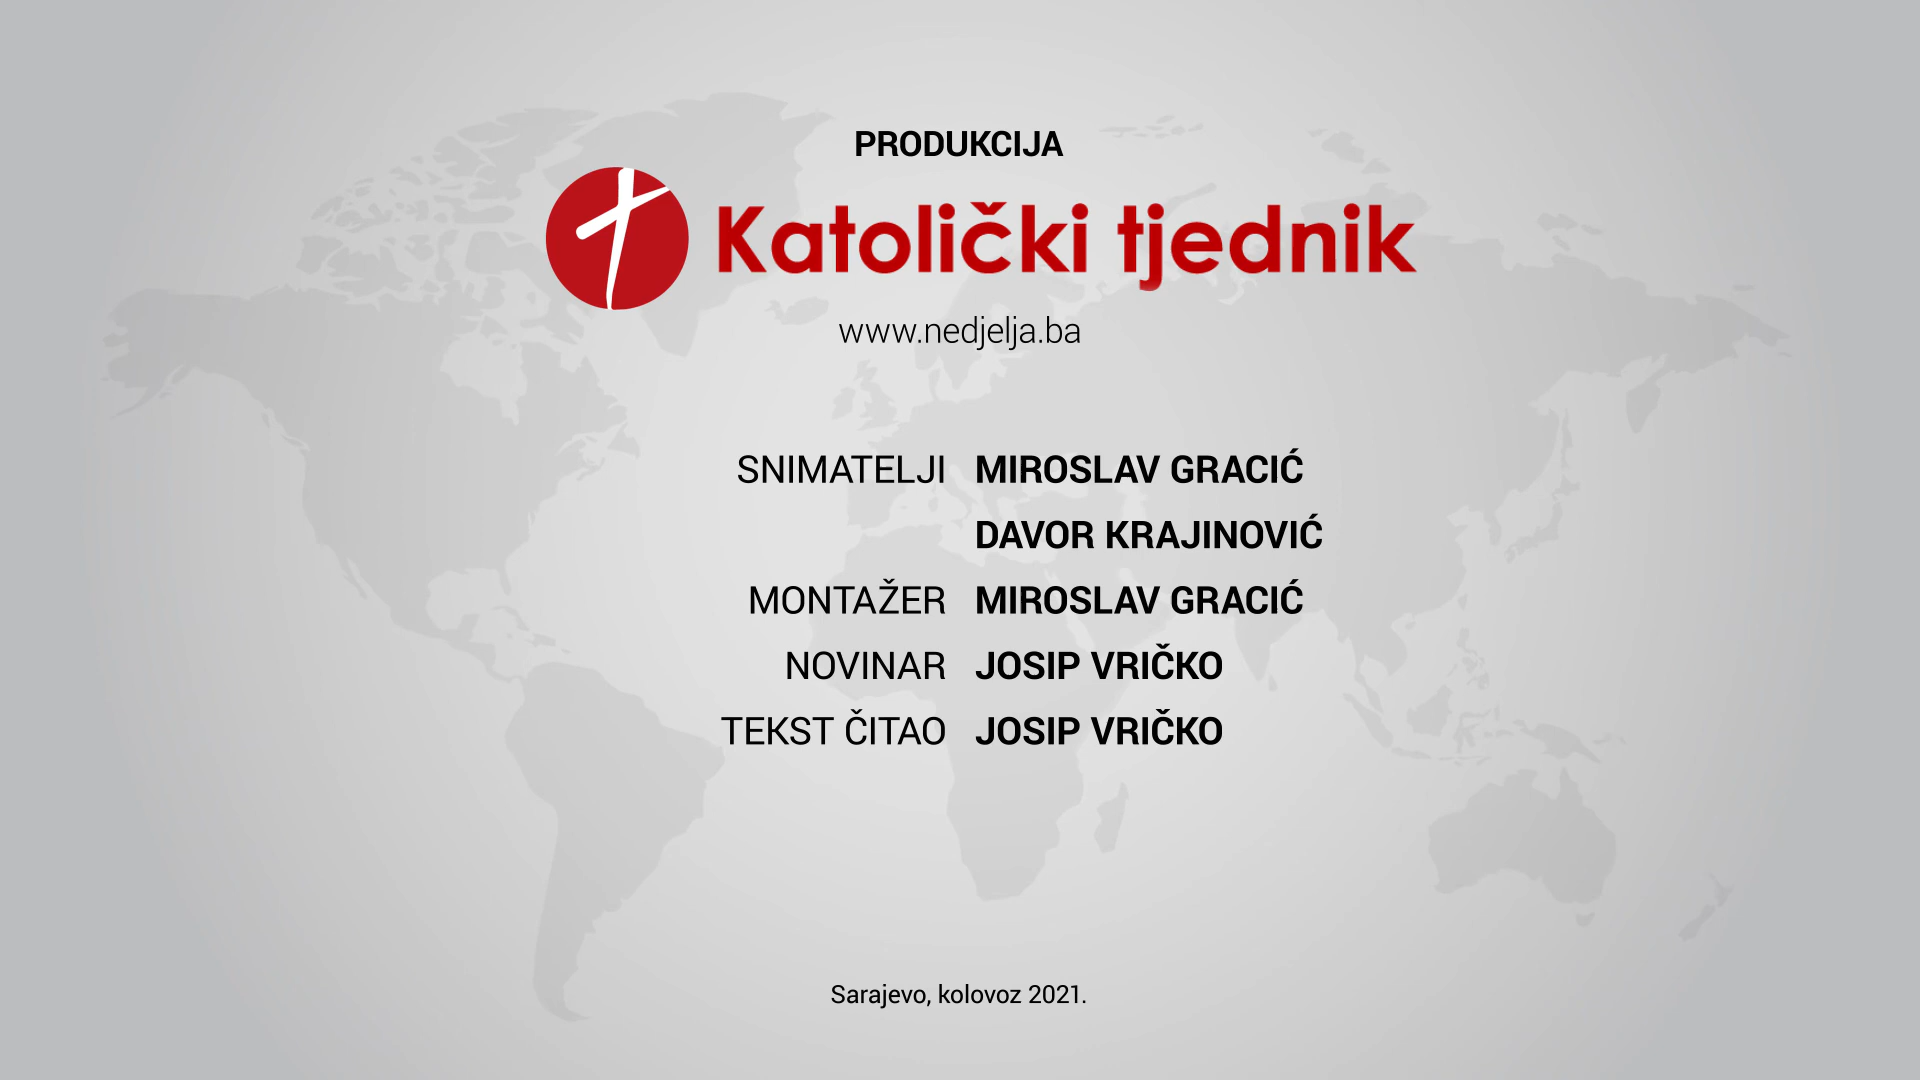 PRODUKCIJA
Katolički tjednik
www.nedjelja.ba
SNIMATELJI MIROSLAV GRACIĆ
DAVOR KRAJINOVIĆ
MONTAŽER MIROSLAV GRACIĆ
NOVINAR JOSIP VRIČKO
TEKST ČITAO JOSIP VRIČKO
Sarajevo, kolovoz 2021.